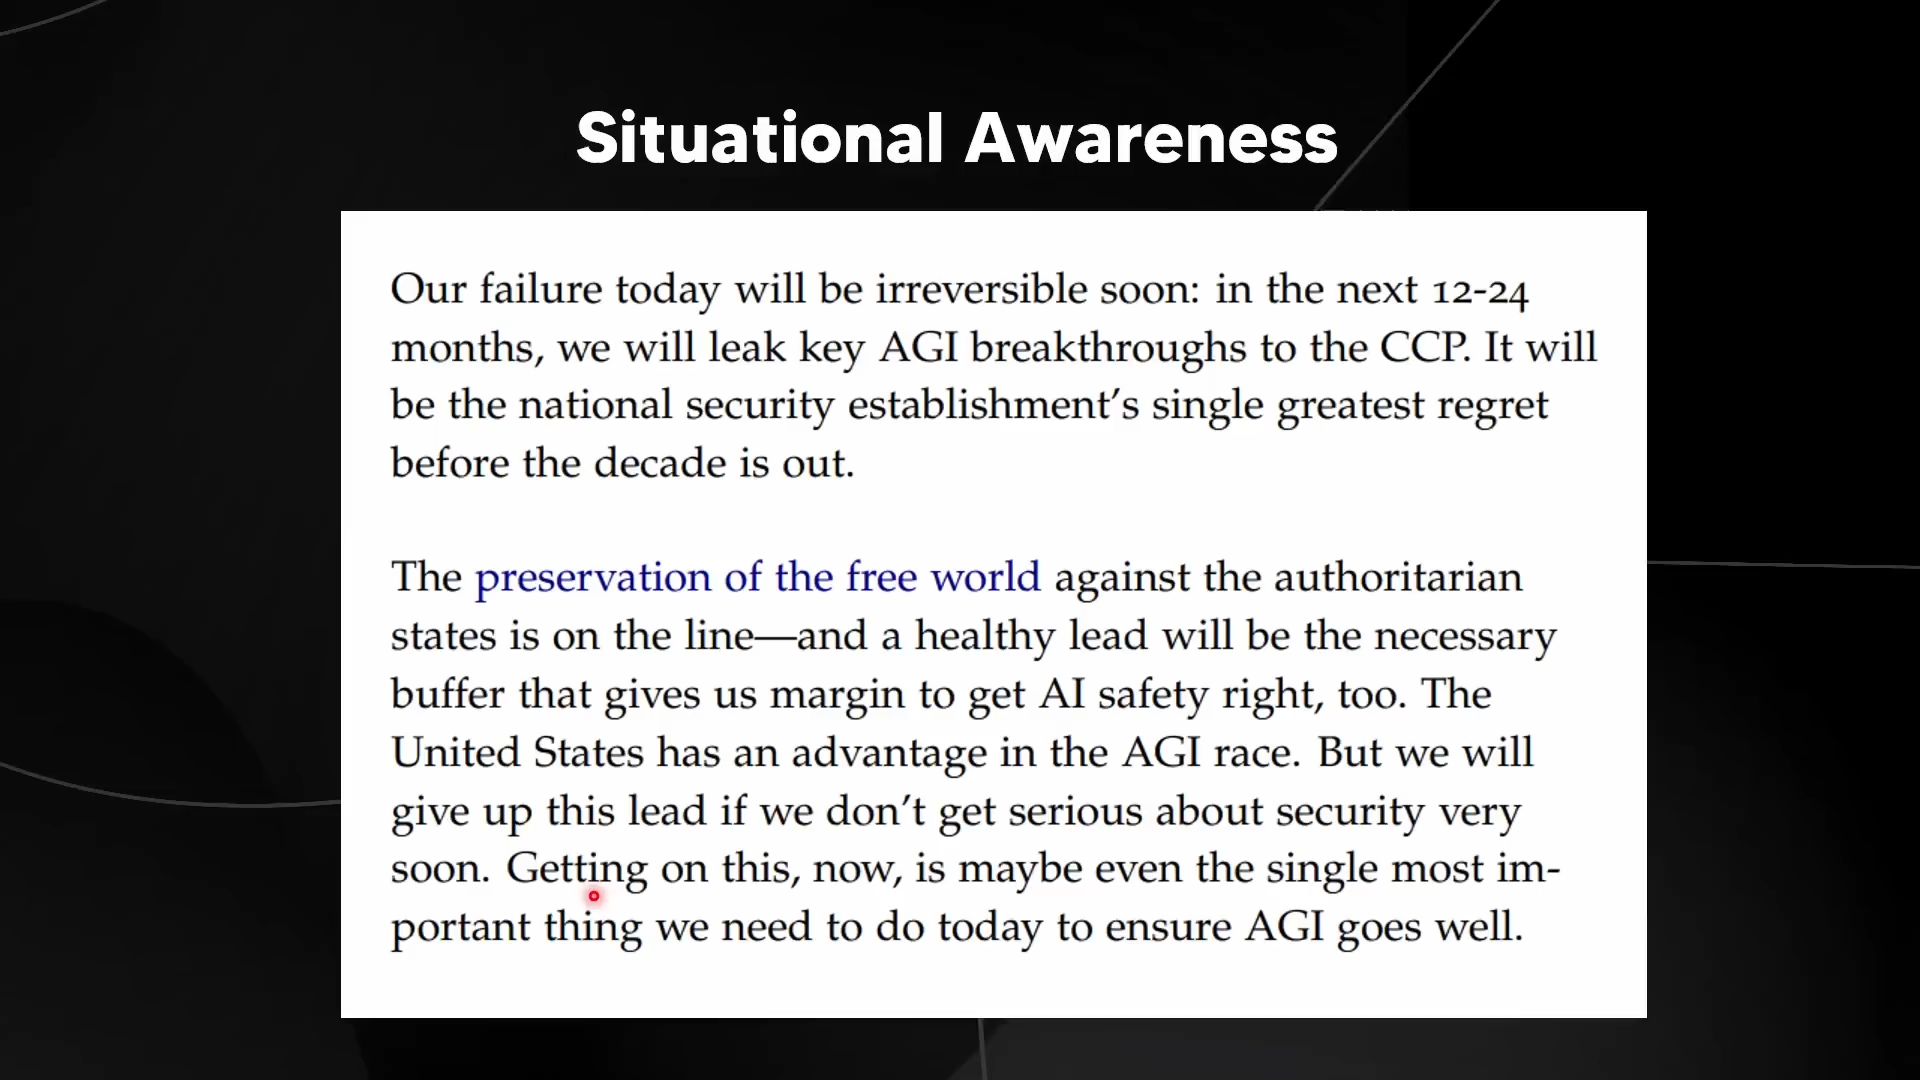 Situational Awareness
Our failure today will be irreversible soon: in the next 12-24
months, we will leak key AGI breakthroughs to the CCP. It will
be the national security establishment’s single greatest regret
before the decade is out.
The preservation of the free world against the authoritarian
states is on the line—and a healthy lead will be the necessary
buffer that gives us margin to get AI safety right, too. The
United States has an advantage in the AGI race. But we will
give up this lead if we don’t get serious about security very
soon. Getting on this, now, is maybe even the single most im-
portant thing we need to do today to ensure AGI goes well.